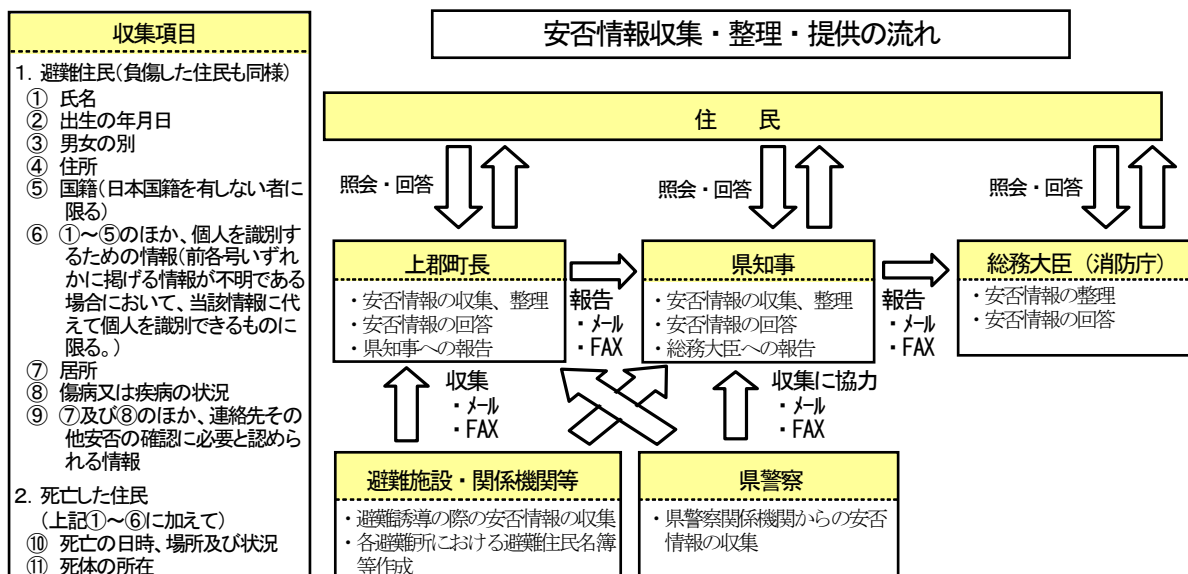 収集項目
1. 避難住民(負傷した住民も同様)
① 氏名
② 出生の年月日
③ 男女の別
④ 住所
⑤ 国籍(日本国籍を有しない者に
限る)
⑥ ①～⑤のほか、個人を識別す
るための情報(前各号いずれ
かに掲げる情報が不明である
場合において、当該情報に代
えて個人を識別できるものに
限る。)
⑦ 居所
⑧ 傷病又は疾病の状況
⑨ ⑦及び⑧のほか、連絡先その
他安否の確認に必要と認めら
れる情報
2. 死亡した住民
(上記①～⑥に加えて)
⑩ 死亡の日時、場所及び状況
⑪ 死体の所在
安否情報収集・整理・提供の流れ
住 民
照会・回答
照会・回答
照会・回答
上郡町長
・安否情報の収集、整理
・安否情報の回答
・県知事への報告
報告
・メール
・FAX
県知事
・安否情報の収集、整理
・安否情報の回答
・総務大臣への報告
報告
・メール
・FAX
総務大臣（消防庁）
・安否情報の整理
・安否情報の回答
収集
・メール
・FAX
収集に協力
・メール
・FAX
避難施設・関係機関等
・避難誘導の際の安否情報の収集
・各避難所における避難住民名簿
等作成
県警察
・県警察関係機関からの安否
情報の収集